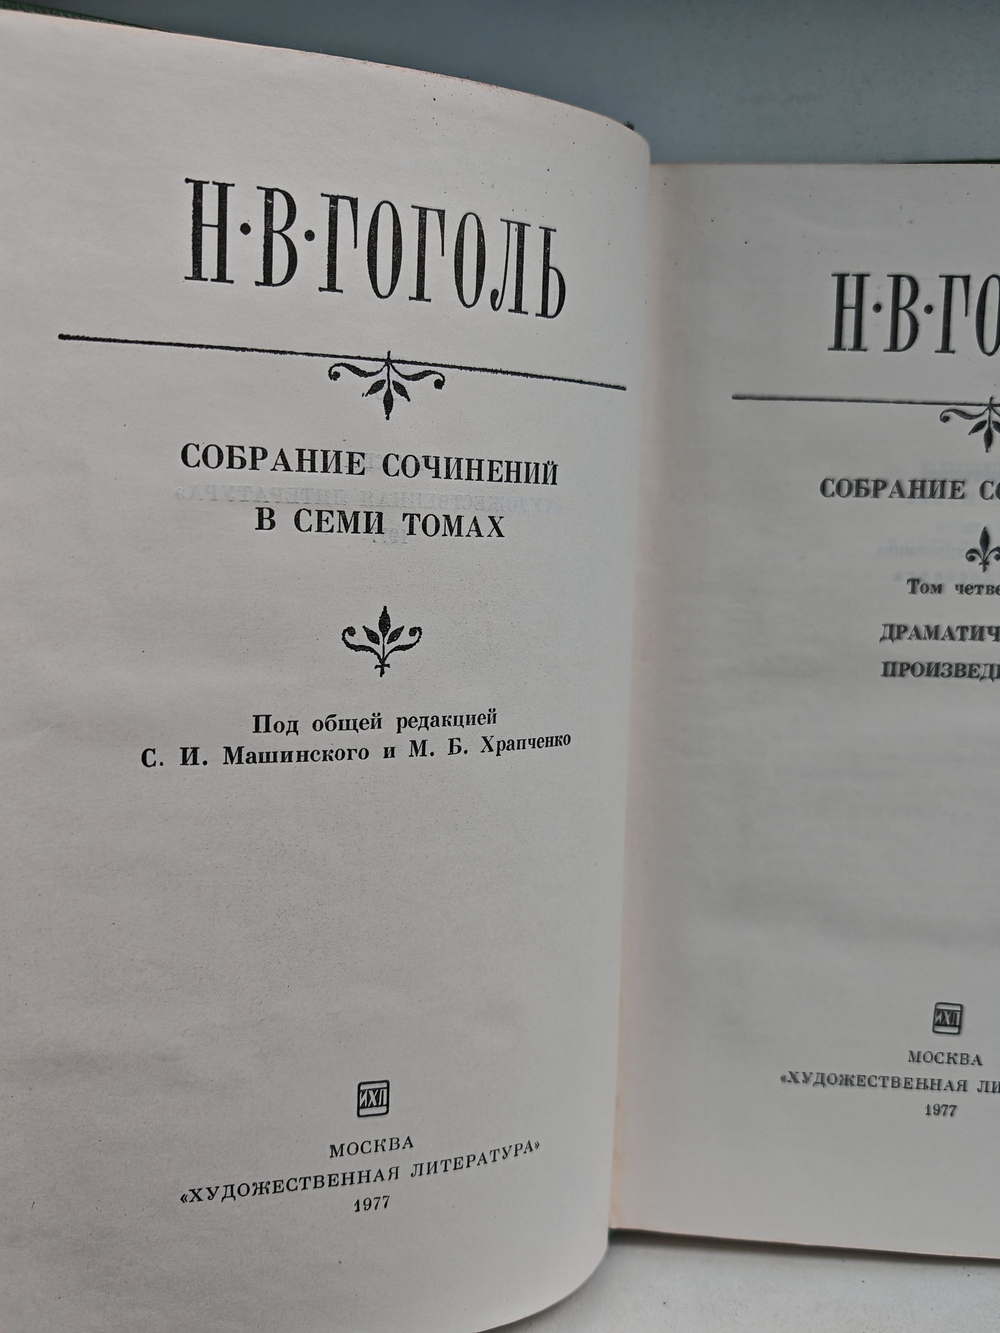 Н·В·ГОГОЛЬ
СОБРАНИЕ СОЧИНЕНИЙ
В СЕМИ ТОМАХ
Под общей редакцией
С. И. Машинского и М. Б. Храпченко
ИХЛ
МОСКВА
«ХУДОЖЕСТВЕННАЯ ЛИТЕРАТУРА»
1977
Н·В·ГО
СОБРАНИЕ СО
Том четве
ДРАМАТИЧ
ПРОИЗВЕД
ИХЛ
МОСКВА
«ХУДОЖЕСТВЕННАЯ ЛИ
1977